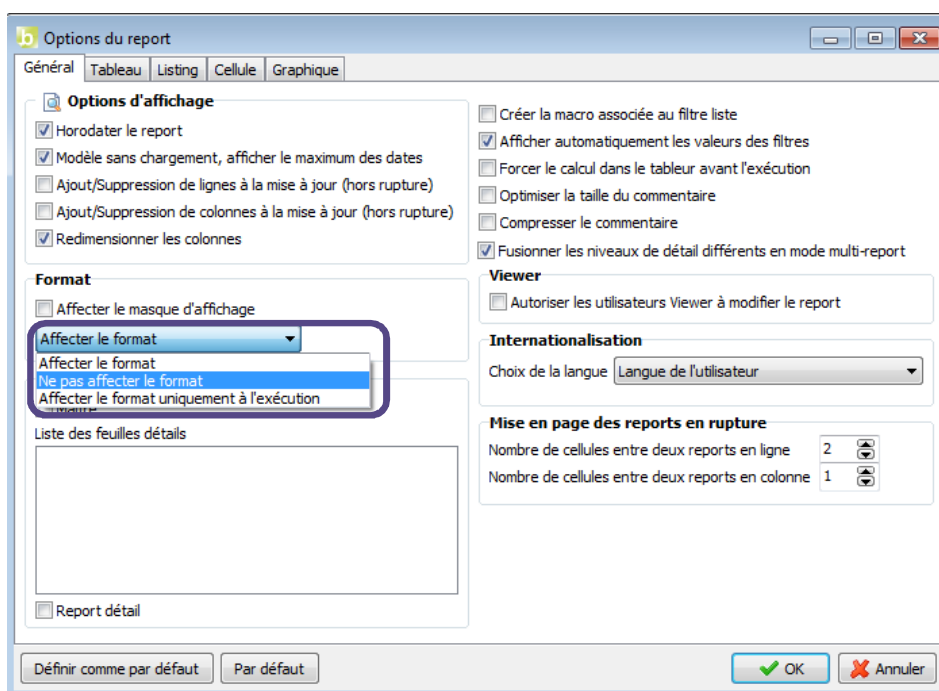 Options du report
Général Tableau Listing Cellule Graphique
Options d'affichage
Horodater le report
Modèle sans chargement, afficher le maximum des dates
Ajout/Suppression de lignes à la mise à jour (hors rupture)
Ajout/Suppression de colonnes à la mise à jour (hors rupture)
Redimensionner les colonnes
Format
Affecter le masque d'affichage
Affecter le format
Affecter le format
Ne pas affecter le format
Affecter le format uniquement à l'exécution
Liste des feuilles détails
Report détail
Créer la macro associée au filtre liste
Afficher automatiquement les valeurs des filtres
Forcer le calcul dans le tableur avant l'exécution
Optimiser la taille du commentaire
Compresser le commentaire
Fusionner les niveaux de détail différents en mode multi-report
Viewer
Autoriser les utilisateurs Viewer à modifier le report
Internationalisation
Choix de la langue Langue de l'utilisateur
Mise en page des reports en rupture
Nombre de cellules entre deux reports en ligne 2
Nombre de cellules entre deux reports en colonne 1
Définir comme par défaut Par défaut OK Annuler